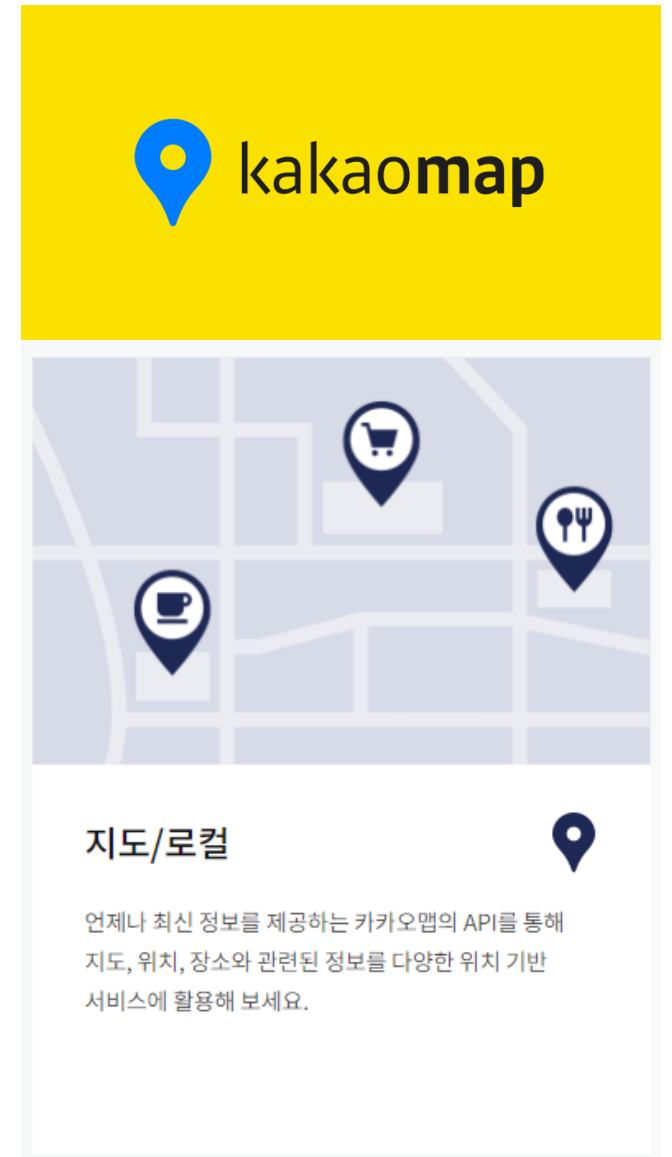 kakaomap
지도/로컬
언제나 최신 정보를 제공하는 카카오맵의 API를 통해
지도, 위치, 장소와 관련된 정보를 다양한 위치 기반
서비스에 활용해 보세요.